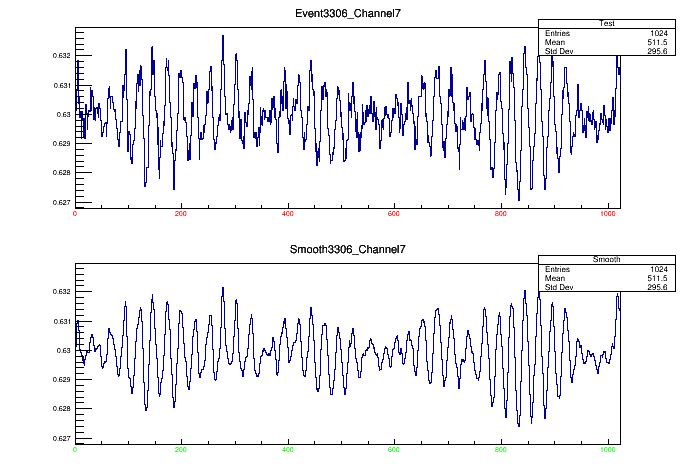 Event3306_Channel7
Test
Entries 1024
Mean 511.5
Std Dev 295.6
0.632
0.631
0.63
0.629
0.628
0.627
0 200 400 600 800 1000
Smooth3306_Channel7
Smooth
Entries 1024
Mean 511.5
Std Dev 295.6
0.632
0.631
0.63
0.629
0.628
0.627
0 200 400 600 800 1000